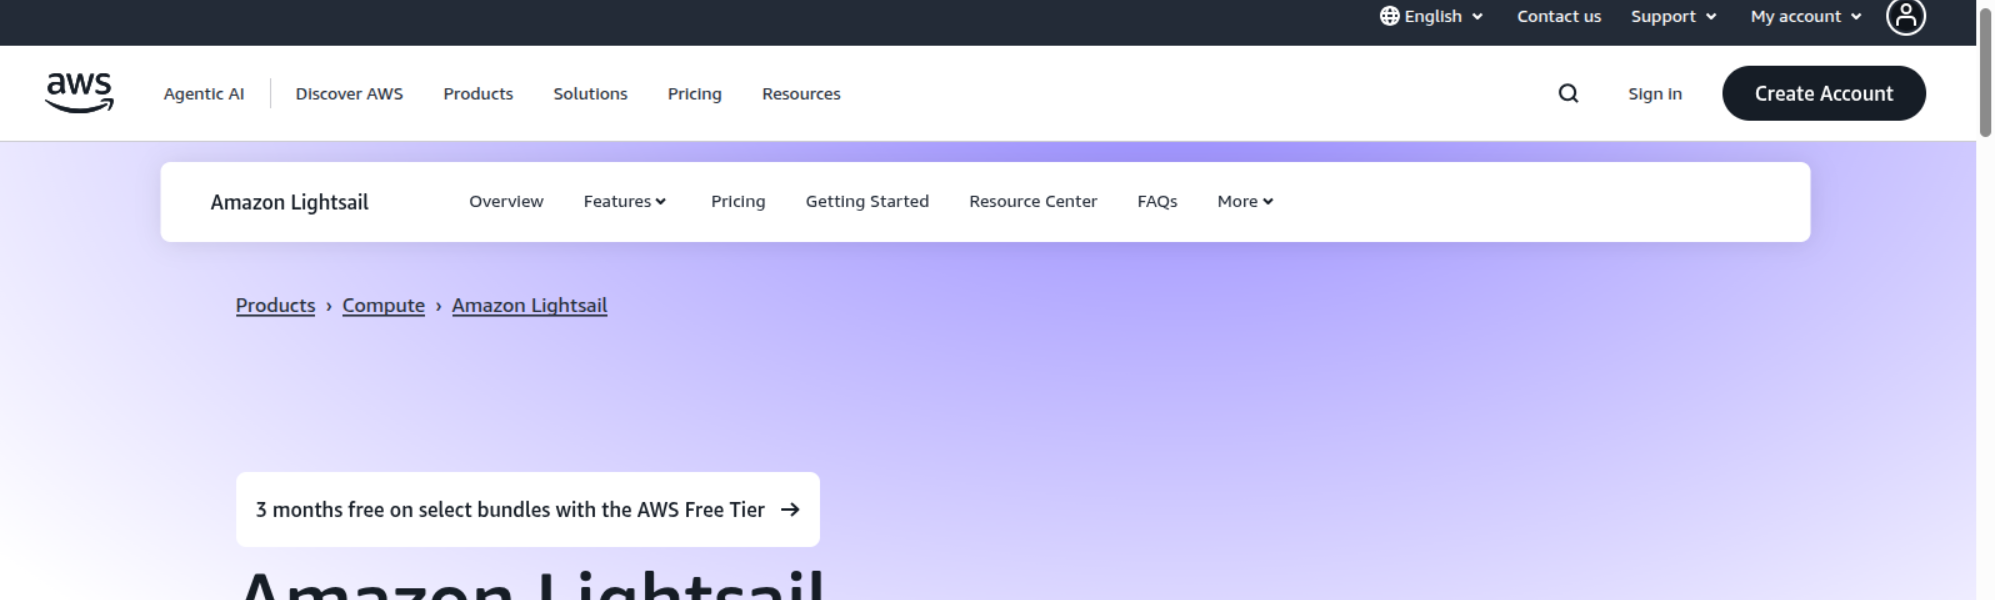 English Contact us Support My account
aws Agentic AI Discover AWS Products Solutions Pricing Resources Sign in Create Account
Amazon Lightsail Overview Features Pricing Getting Started Resource Center FAQs More
Products › Compute › Amazon Lightsail
3 months free on select bundles with the AWS Free Tier →
Amazon Lightsail